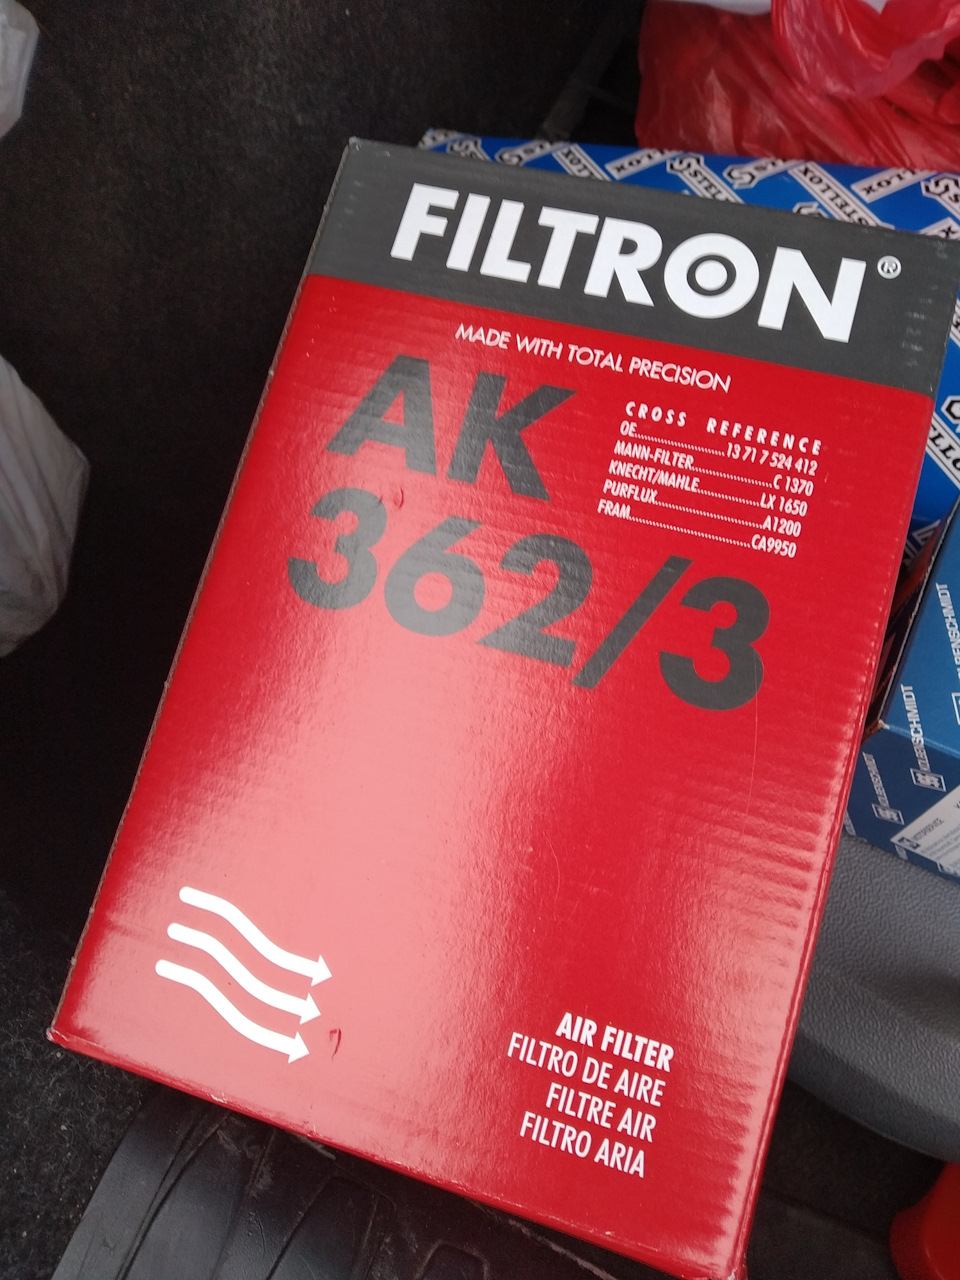 FILTRON®
MADE WITH TOTAL PRECISION
AK
362/3
CROSS REFERENCE
OE....................13 71 7 524 412
MANN-FILTER....................C 1370
KNECHT/MAHLE....................LX 1650
PURFLUX....................A1200
FRAM....................CA9950
AIR FILTER
FILTRO DE AIRE
FILTRE AIR
FILTRO ARIA
STELLOX